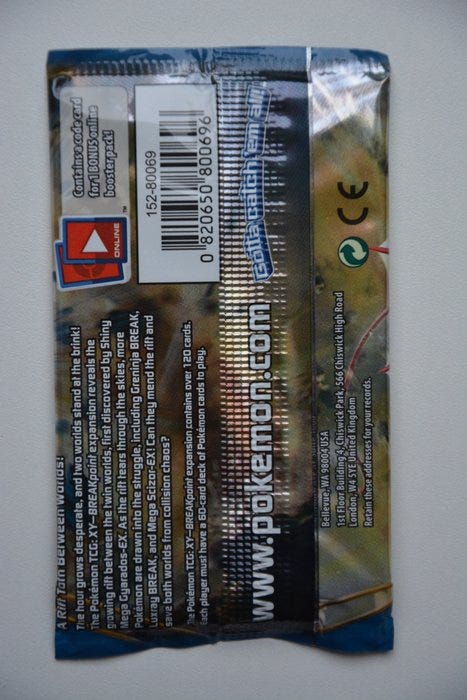 A Rift Torn Between Worlds!
The hour grows desperate, and two worlds stand at the brink!
The Pokémon TCG: XY—BREAKpoint expansion reveals the
growing rift between the twin worlds, first discovered by Shiny
Mega Gyarados-EX. As the rift tears through the skies, more
Pokémon are drawn into the struggle, including Greninja BREAK,
Luxray BREAK, and Mega Scizor-EX! Can they mend the rift and
save both worlds from collision chaos?
The Pokémon TCG: XY—BREAKpoint expansion contains over 120 cards.
Each player must have a 60-card deck of Pokémon cards to play.
ONLINE
TM
Contains a code card
for 1 BONUS online
booster pack!
152-80069
0 820650 800696
www.pokemon.com
Gotta catch 'em all!
Bellevue, WA 98004 USA
1st Floor Building 4, Chiswick Park, 566 Chiswick High Road
London, W4 5YE United Kingdom
Retain these addresses for your records.
CE